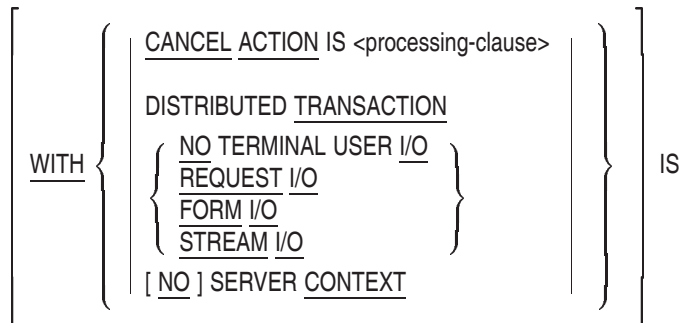 CANCEL ACTION IS <processing-clause>
DISTRIBUTED TRANSACTION
NO TERMINAL USER I/O
WITH IS
REQUEST I/O
FORM I/O
STREAM I/O
[ NO ] SERVER CONTEXT